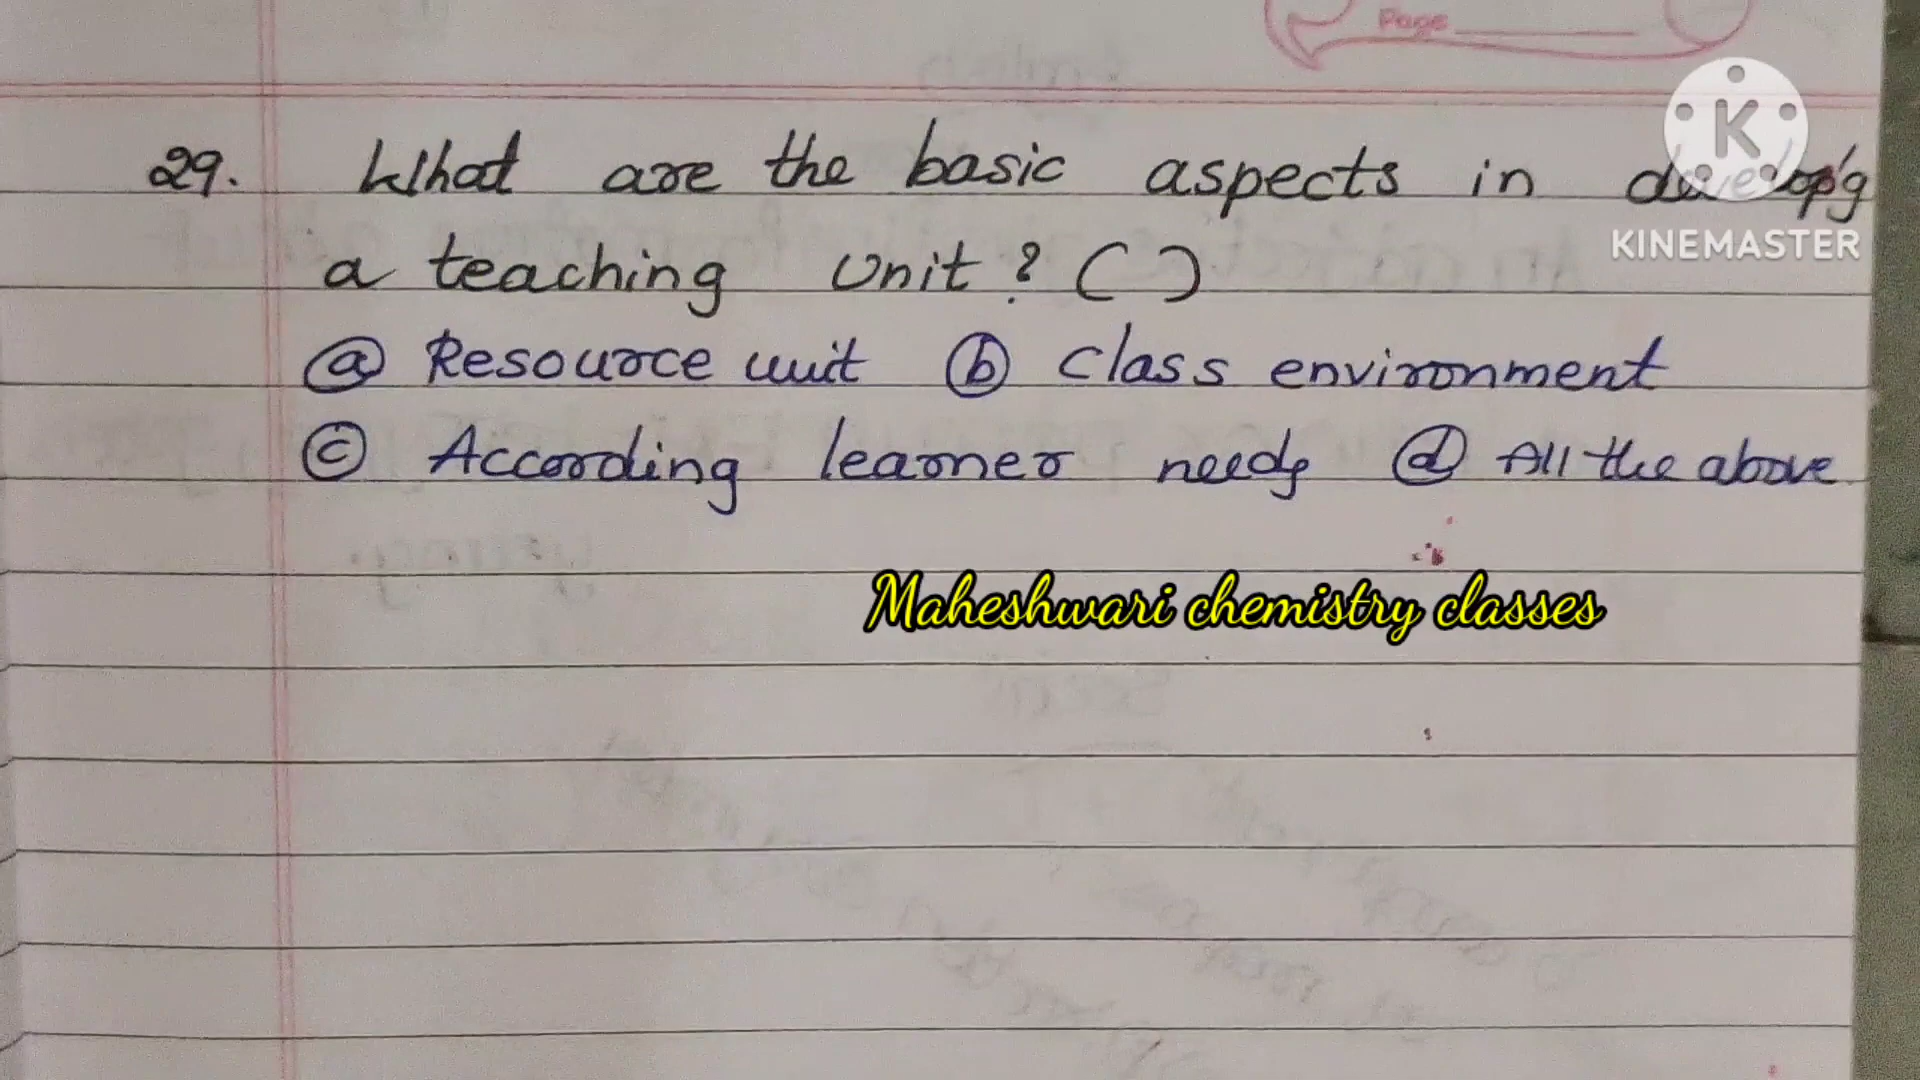 Page
29. What are the basic aspects in develop'g
a teaching Unit? ( )
(a) Resource unit (b) Class environment
(c) According learner needs (d) All the above
K
KINEMASTER
Maheshwari chemistry classes